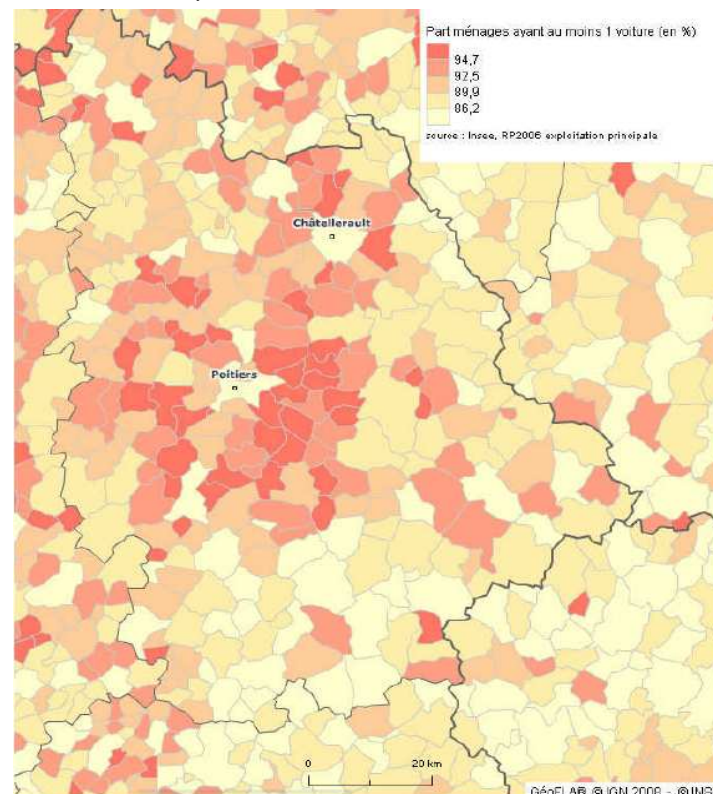 Part ménages ayant au moins 1 voiture (en %)
94,7
92,5
89,9
86,2
source : Insee, RP2006 exploitation principale
Châtellerault
Poitiers
0 20 km
GéoFLA® © IGN 2008 - © INS